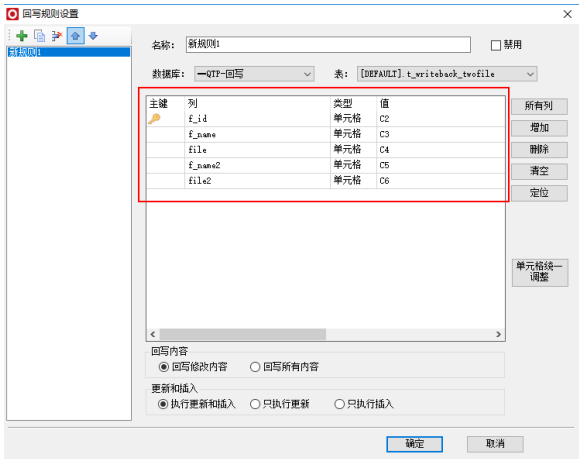 回写规则设置
新规则1
名称: 新规则1 禁用
数据库: 一QTP-回写 表: [DEFAULT].t_writeback_twofile
主键 列 类型 值
f_id 单元格 C2
f_name 单元格 C3
file 单元格 C4
f_name2 单元格 C5
file2 单元格 C6
所有列
增加
删除
清空
定位
单元格统一
调整
回写内容
回写修改内容 回写所有内容
更新和插入
执行更新和插入 只执行更新 只执行插入
确定 取消